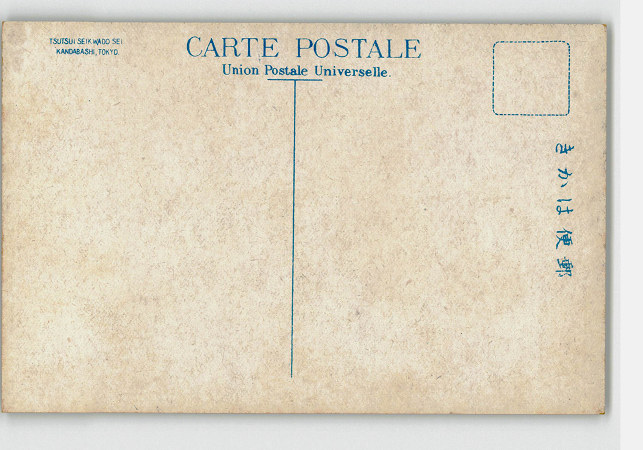 TSUTSUI SEIKWADO SEI
KANDABASHI, TOKYO.
CARTE POSTALE
Union Postale Universelle.
きかは便郵